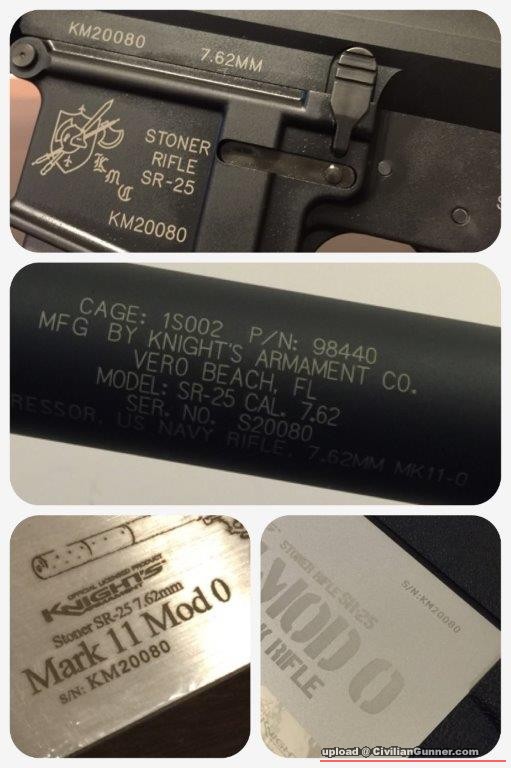 KM20080 7.62MM
STONER
RIFLE
SR-25
KMC
KM20080
CAGE: 1S002 P/N: 98440
MFG BY KNIGHT'S ARMAMENT CO.
VERO BEACH, FL
MODEL: SR-25 CAL. 7.62
SER. NO. S20080
RESSOR, US NAVY RIFLE, 7.62MM MK11-0
OFFICIAL LICENSED PRODUCT
KNIGHT'S
ARMAMENT
Stoner SR-25 7.62mm
Mark 11 Mod 0
S/N: KM20080
STONER RIFLE SR-25
S/N:KM20080
MOD 0
RIFLE
upload @ CivilianGunner.com